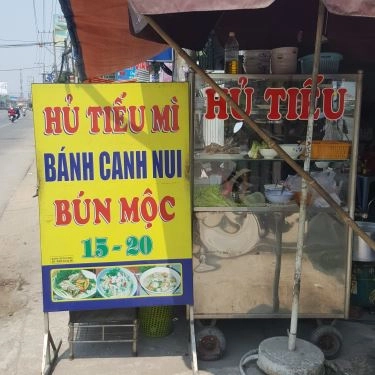 HỦ TIẾU MÌ
BÁNH CANH NUI
BÚN MỘC
15-20
HỦ TIẾU